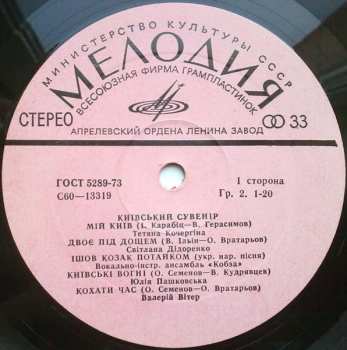 МИНИСТЕРСТВО КУЛЬТУРЫ СССР
МЕЛОДИЯ
ВСЕСОЮЗНАЯ ФИРМА ГРАМПЛАСТИНОК
СТЕРЕО
33
АПРЕЛЕВСКИЙ ОРДЕНА ЛЕНИНА ЗАВОД
ГОСТ 5289-73
С60—13319
1 сторона
Гр. 2. 1-20
КИЇВСЬКИЙ СУВЕНІР
МІЙ КИЇВ (І. Карабіц—В. Герасимов)
Тетяна Кочергіна
ДВОЄ ПІД ДОЩЕМ (В. Ільїн—О. Вратарьов)
Світлана Дідоренко
ІШОВ КОЗАК ПОТАЙКОМ (укр. нар. пісня)
Вокально-інстр. ансамбль «Кобза»
КИЇВСЬКІ ВОГНІ (О. Семенов—В. Кудрявцев)
Юлія Пашковська
КОХАТИ ЧАС (О. Семенов—О. Вратарьов)
Валерій Вітер